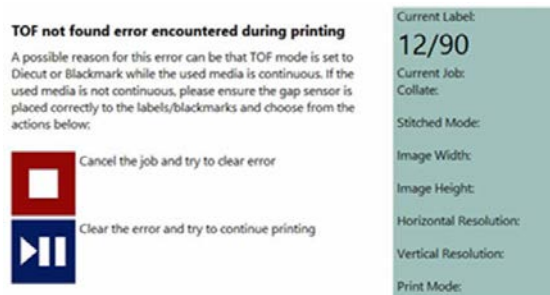 TOF not found error encountered during printing
A possible reason for this error can be that TOF mode is set to
Diecut or Blackmark while the used media is continuous. If the
used media is not continuous, please ensure the gap sensor is
placed correctly to the labels/blackmarks and choose from the
actions below:
Cancel the job and try to clear error
Clear the error and try to continue printing
Current Label:
12/90
Current Job:
Collate:
Stitched Mode:
Image Width:
Image Height:
Horizontal Resolution:
Vertical Resolution:
Print Mode: